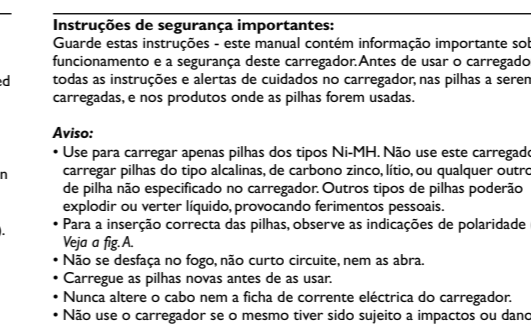 Instruções de segurança importantes:
Guarde estas instruções - este manual contém informação importante sob
funcionamento e a segurança deste carregador. Antes de usar o carregado
ed
todas as instruções e alertas de cuidados no carregador, nas pilhas a serem
carregadas, e nos produtos onde as pilhas forem usadas.
Aviso:
• Use para carregar apenas pilhas dos tipos Ni-MH. Não use este carregado
n
carregar pilhas do tipo alcalinas, de carbono zinco, lítio, ou qualquer outro
de pilha não especificado no carregador. Outros tipos de pilhas poderão
explodir ou verter líquido, provocando ferimentos pessoais.
• Para a inserção correcta das pilhas, observe as indicações de polaridade
).
Veja a fig. A.
• Não se desfaça no fogo, não curto circuite, nem as abra.
• Carregue as pilhas novas antes de as usar.
• Nunca altere o cabo nem a ficha de corrente eléctrica do carregador.
• Não use o carregador se o mesmo tiver sido sujeito a impactos ou dano